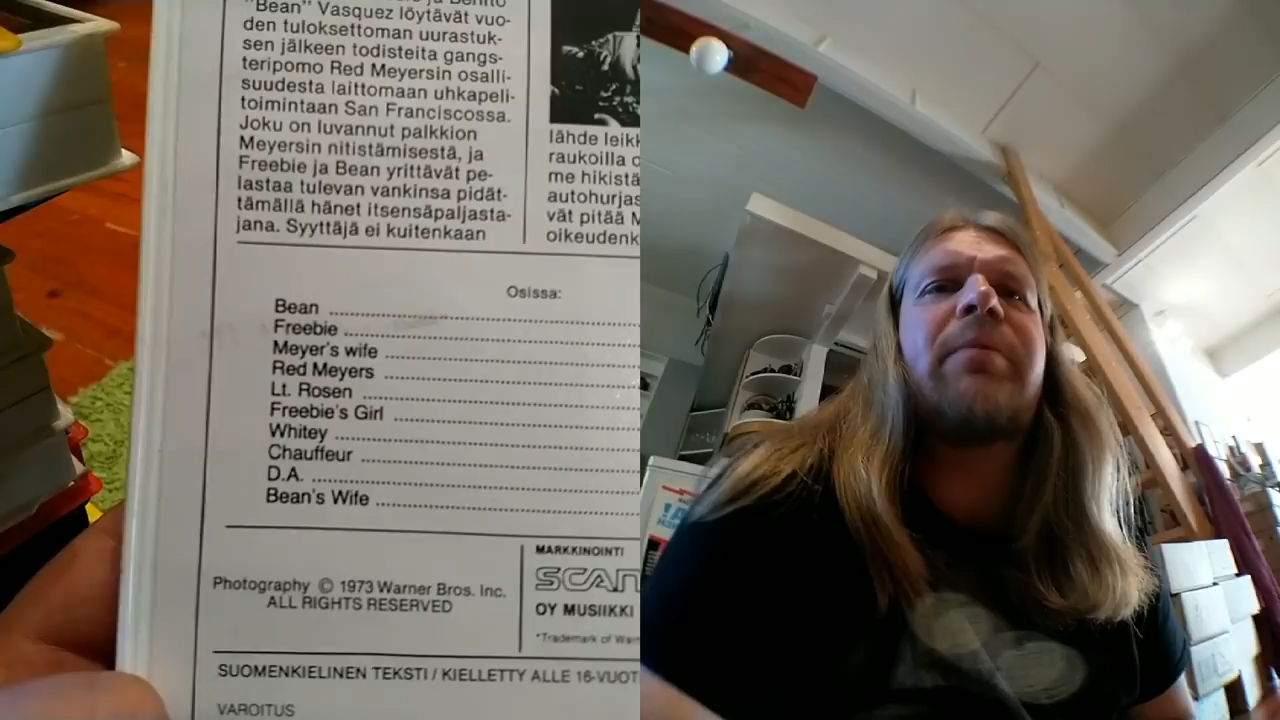 "Bean" Vasquez löytävät vuo-
den tuloksettoman uurastuk-
sen jälkeen todisteita gangs-
teripomo Red Meyersin osalli-
suudesta laittomaan uhkapeli-
toimintaan San Franciscossa.
Joku on luvannut palkkion
Meyersin nitistämisestä, ja
Freebie ja Bean yrittävät pe-
lastaa tulevan vankinsa pidät-
tämällä hänet itsensäpaljasta-
jana. Syyttäjä ei kuitenkaan
lähde leikk
raukoilla
me hikistä
autohurjas
vät pitää M
oikeudenk
Osissa:
Bean
Freebie
Meyer's wife
Red Meyers
Lt. Rosen
Freebie's Girl
Whitey
Chauffeur
D.A.
Bean's Wife
Photography © 1973 Warner Bros. Inc.
ALL RIGHTS RESERVED
MARKKINOINTI
SCAN
OY MUSIIKKI
*Trademark of War
SUOMENKIELINEN TEKSTI / KIELLETTY ALLE 16-VUOT
VAROITUS